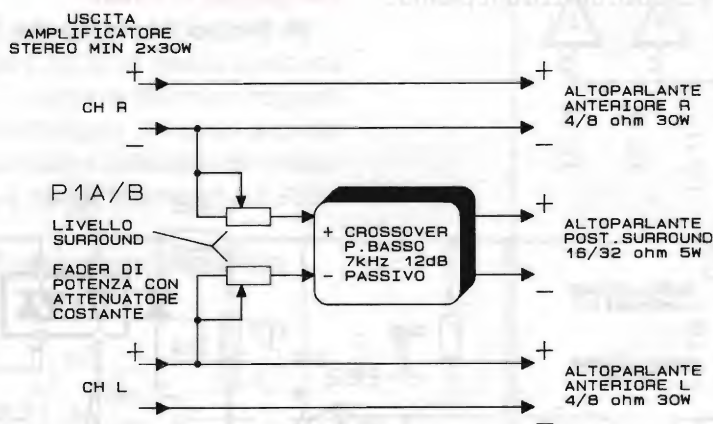 USCITA
AMPLIFICATORE
STEREO MIN 2x30W
+
CH R
−
+
ALTOPARLANTE
ANTERIORE R
4/8 ohm 30W
−
P1A/B
LIVELLO
SURROUND
FADER DI
POTENZA CON
ATTENUATORE
COSTANTE
+ CROSSOVER
P.BASSO
7kHz 12dB
− PASSIVO
+
ALTOPARLANTE
POST.SURROUND
16/32 ohm 5W
−
+
CH L
+
ALTOPARLANTE
ANTERIORE L
4/8 ohm 30W
−